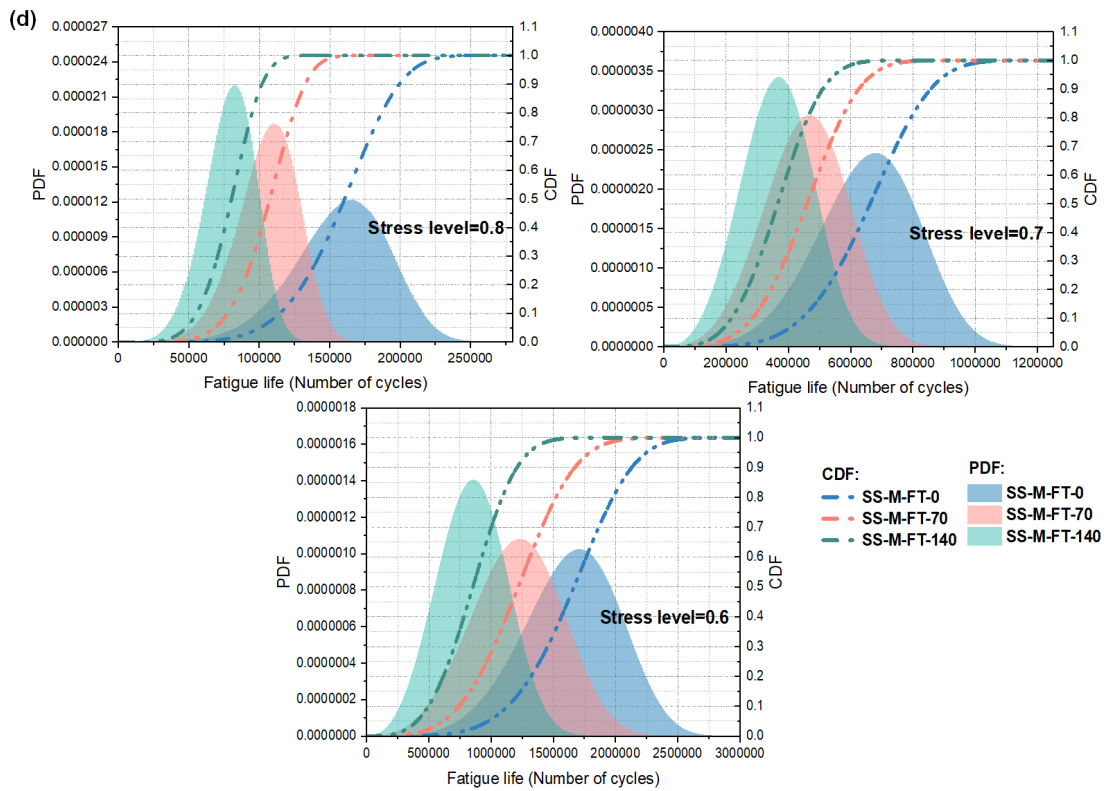 (d)
0.000027
0.000024
0.000021
0.000018
0.000015
0.000012
0.000009
0.000006
0.000003
0.000000
PDF
1.1
1.0
0.9
0.8
0.7
0.6
0.5
0.4
0.3
0.2
0.1
0.0
CDF
Stress level=0.8
0 50000 100000 150000 200000 250000
Fatigue life (Number of cycles)
0.0000040
0.0000035
0.0000030
0.0000025
0.0000020
0.0000015
0.0000010
0.0000005
0.0000000
PDF
1.1
1.0
0.9
0.8
0.7
0.6
0.5
0.4
0.3
0.2
0.1
0.0
CDF
Stress level=0.7
0 200000 400000 600000 800000 1000000 1200000
Fatigue life (Number of cycles)
0.0000018
0.0000016
0.0000014
0.0000012
0.0000010
0.0000008
0.0000006
0.0000004
0.0000002
0.0000000
PDF
1.1
1.0
0.9
0.8
0.7
0.6
0.5
0.4
0.3
0.2
0.1
0.0
CDF
Stress level=0.6
0 500000 1000000 1500000 2000000 2500000 3000000
Fatigue life (Number of cycles)
CDF:
SS-M-FT-0
SS-M-FT-70
SS-M-FT-140
PDF:
SS-M-FT-0
SS-M-FT-70
SS-M-FT-140